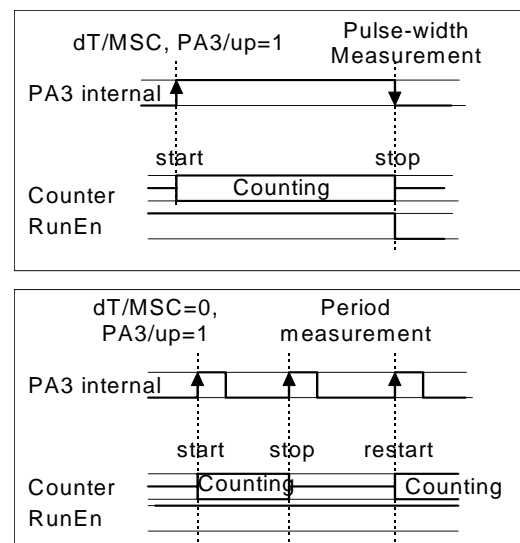 dT/MSC, PA3/up=1
Pulse-width
Measurement
PA3 internal
start
stop
Counter
Counting
RunEn
dT/MSC=0,
PA3/up=1
Period
measurement
PA3 internal
start
stop
restart
Counter
Counting
Counting
RunEn